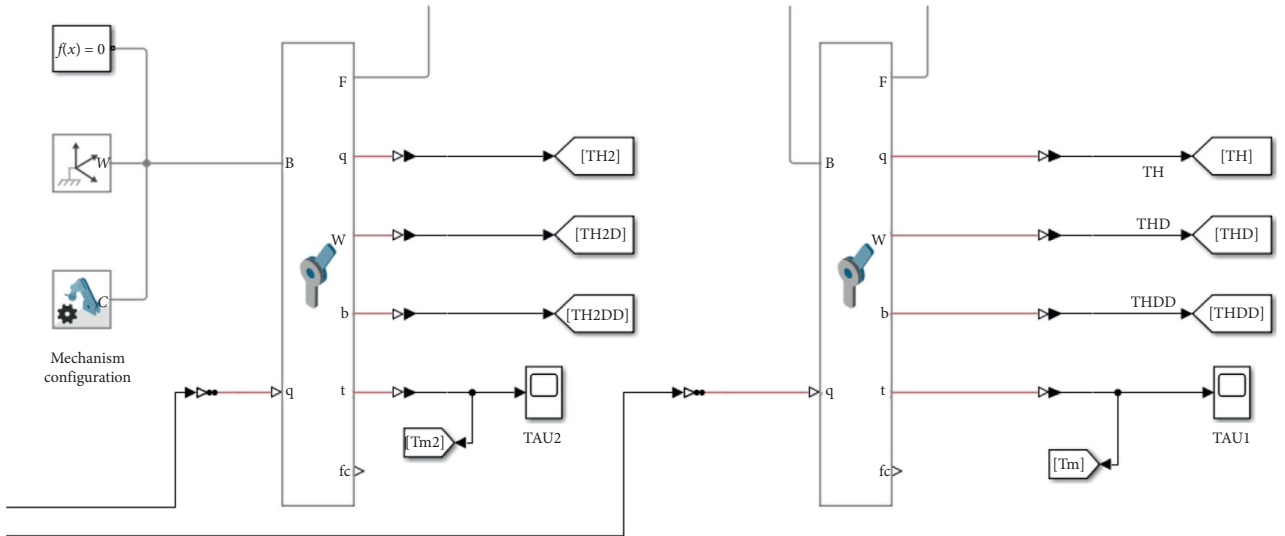 f(x) = 0
W
C
Mechanism
configuration
B
q
F
q
W
b
t
fc
[TH2]
[TH2D]
[TH2DD]
TAU2
[Tm2]
B
q
F
q
W
b
t
fc
TH
[TH]
THD
[THD]
THDD
[THDD]
TAU1
[Tm]